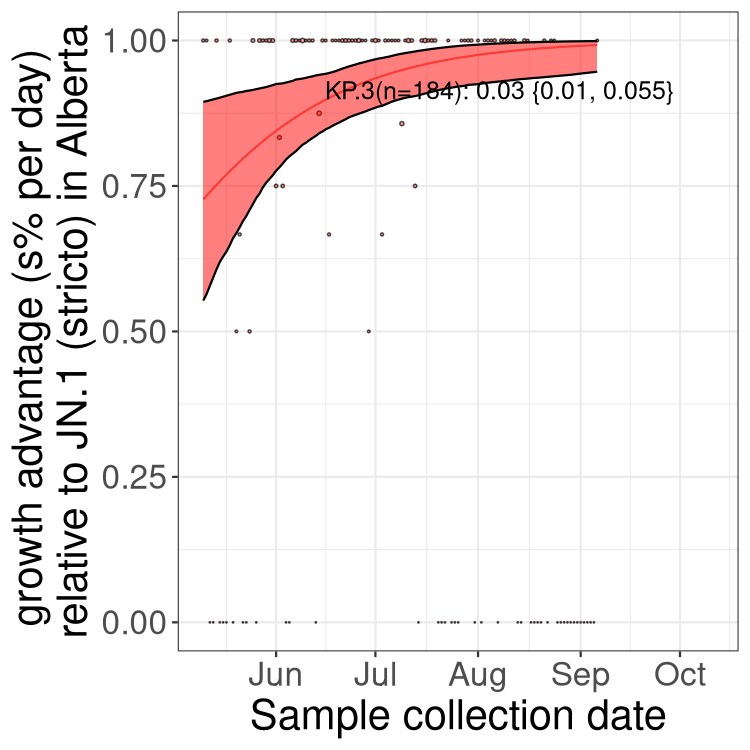 growth advantage (s% per day)
relative to JN.1 (stricto) in Alberta
1.00
0.75
0.50
0.25
0.00
KP.3(n=184): 0.03 {0.01, 0.055}
Jun Jul Aug Sep Oct
Sample collection date